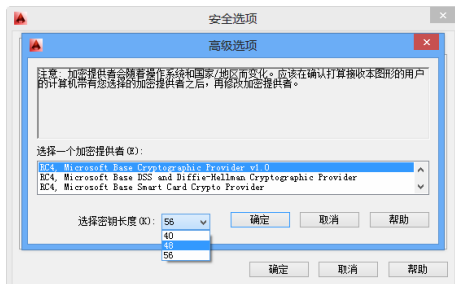 安全选项
高级选项
注意: 加密提供者会随着操作系统和国家/地区而变化。应该在确认打算接收本图形的用户
的计算机带有您选择的加密提供者之后，再修改加密提供者。
选择一个加密提供者(E):
RC4, Microsoft Base Cryptographic Provider v1.0
RC4, Microsoft Base DSS and Diffie-Hellman Cryptographic Provider
RC4, Microsoft Base Smart Card Crypto Provider
选择密钥长度(K): 56 确定 取消 帮助
40
48
56
确定 取消 帮助